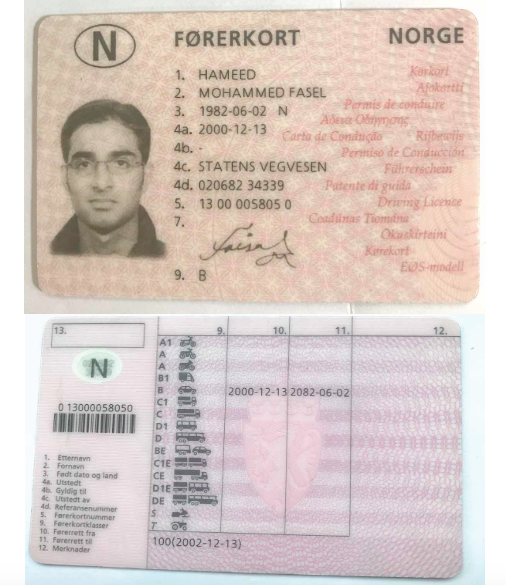 N FØRERKORT NORGE
1. HAMEED
2. MOHAMMED FASEL
3. 1982-06-02 N
4a. 2000-12-13
4b. -
4c. STATENS VEGVESEN
4d. 020682 34339
5. 13 00 005805 0
7.
9. B
Körkort
Ajokortti
Permis de conduire
Άδεια Οδήγησης
Carta de Condução Rijbewijs
Permiso de Conducción
Führerschein
Patente di guida
Driving Licence
Ceadúnas Tiomána
Ökuskírteini
Kørekort
EØS-modell
13. 9. 10. 11. 12.
N
0 13000058050
A1
A
A
B1
B 2000-12-13 2082-06-02
C1
C
D1
D
BE
C1E
CE
D1E
DE
S
T
1. Etternavn
2. Fornavn
3. Født dato og land
4a. Utstedt
4b. Gyldig til
4c. Utstedt av
4d. Referansenummer
5. Førerkortnummer
9. Førerkortklasser
10. Førerrett fra
11. Førerrett til
12. Merknader
100(2002-12-13)